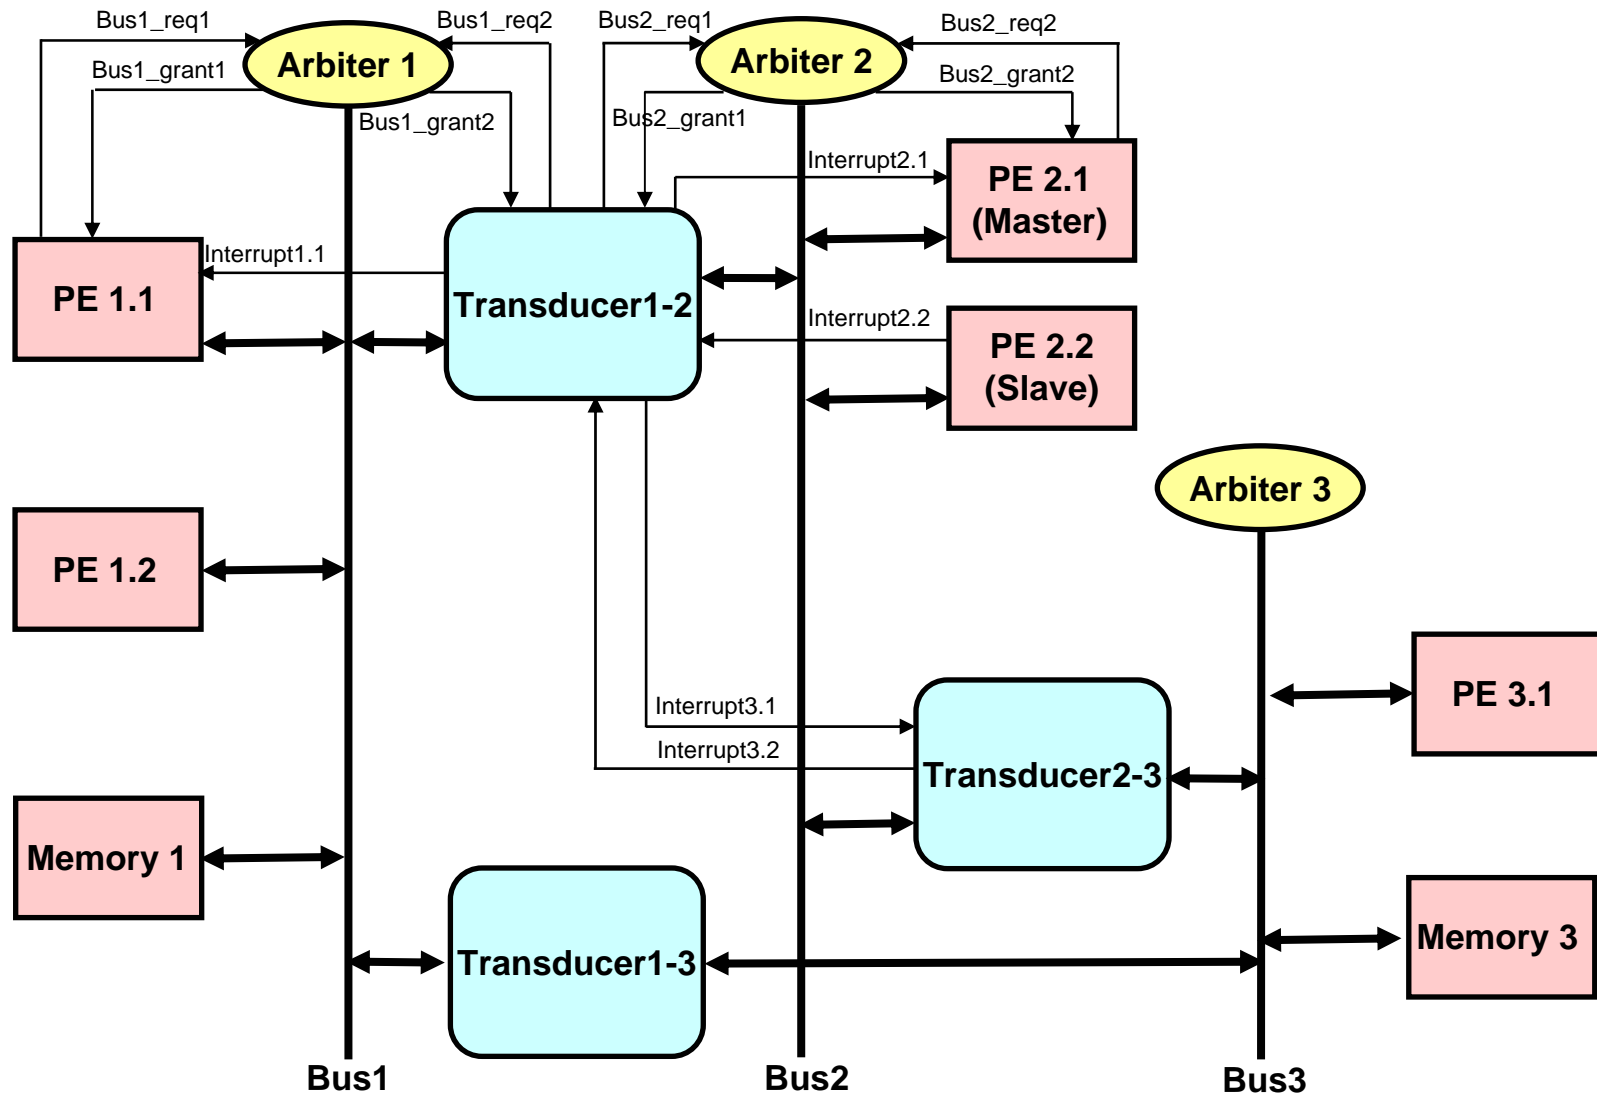 Bus1_req1
Bus1_req2
Bus2_req1
Bus2_req2
Arbiter 1
Arbiter 2
Bus1_grant1
Bus1_grant2
Bus2_grant1
Bus2_grant2
Interrupt2.1
PE 2.1
(Master)
Interrupt1.1
PE 1.1
Transducer1-2
Interrupt2.2
PE 2.2
(Slave)
Arbiter 3
PE 1.2
PE 3.1
Interrupt3.1
Interrupt3.2
Transducer2-3
Memory 1
Memory 3
Transducer1-3
Bus1
Bus2
Bus3